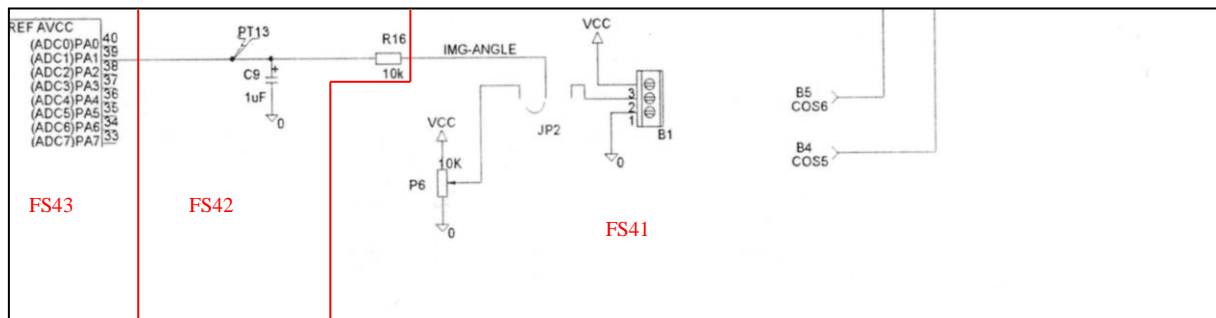 REF AVCC
(ADC0)PA0 40
(ADC1)PA1 39
(ADC2)PA2 38
(ADC3)PA3 37
(ADC4)PA4 36
(ADC5)PA5 35
(ADC6)PA6 34
(ADC7)PA7 33
PT13
C9
+
1uF
0
R16
10k
IMG-ANGLE
VCC
3
2
1
B1
0
JP2
VCC
10K
P6
0
B5
COS6
B4
COS5
FS43
FS42
FS41